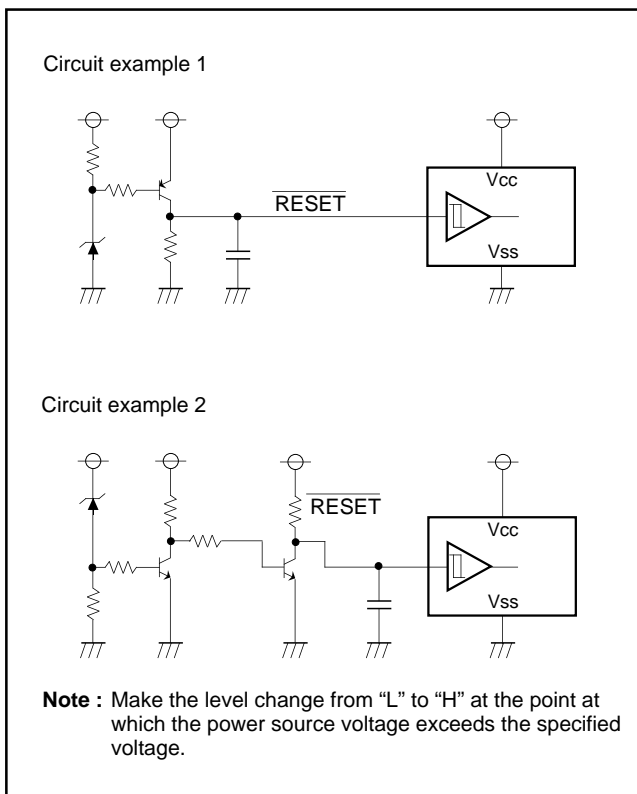 Circuit example 1
RESET
Vcc
Vss
Circuit example 2
RESET
Vcc
Vss
Note : Make the level change from “L” to “H” at the point at
which the power source voltage exceeds the specified
voltage.